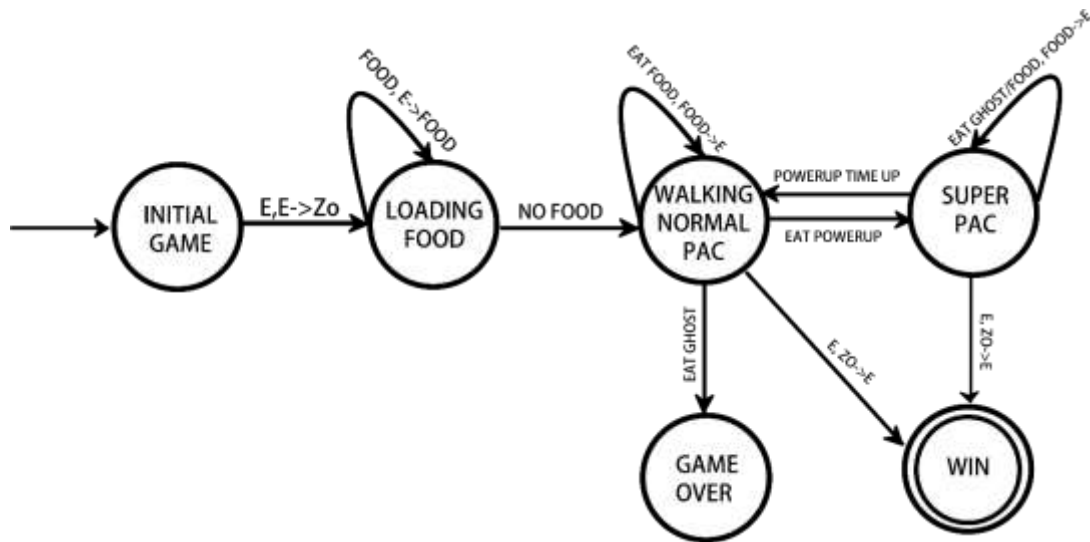 FOOD, E->FOOD
EAT FOOD, FOOD->E
EAT GHOST/FOOD, FOOD->E
INITIAL
GAME
E,E->Zo
LOADING
FOOD
NO FOOD
WALKING
NORMAL
PAC
POWERUP TIME UP
EAT POWERUP
SUPER
PAC
EAT GHOST
E, ZO->E
E, ZO->E
GAME
OVER
WIN